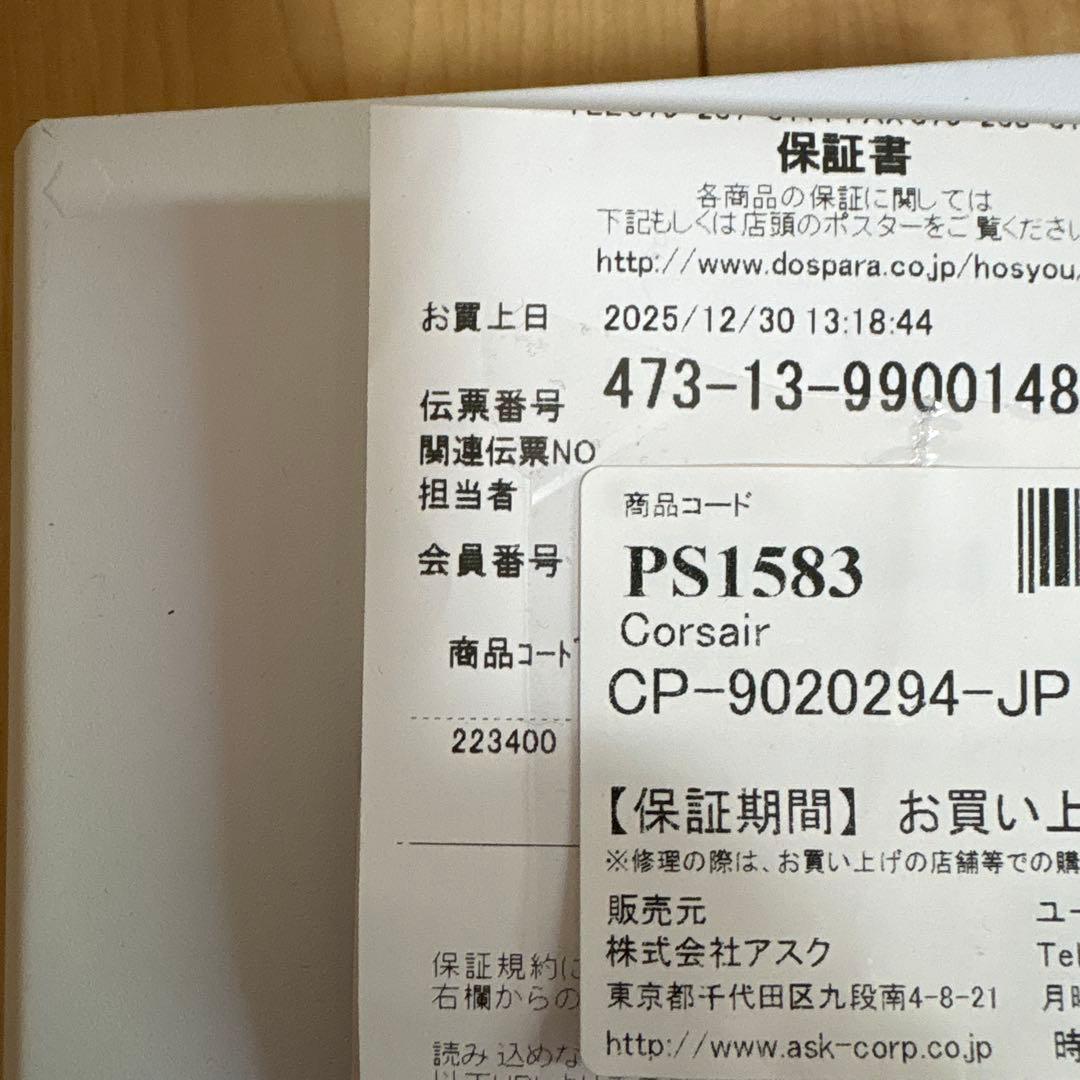 保証書
各商品の保証に関しては
下記もしくは店頭のポスターをご覧ください
http://www.dospara.co.jp/hosyou/
お買上日 2025/12/30 13:18:44
伝票番号 473-13-9900148
関連伝票NO
担当者
会員番号
商品コード
223400
保証規約に
右欄からの
読み込めな
商品コード
PS1583
Corsair
CP-9020294-JP
【保証期間】 お買い上
※修理の際は、お買い上げの店舗等での購
販売元 ユー
株式会社アスク Tel
東京都千代田区九段南4-8-21 月
http://www.ask-corp.co.jp 時